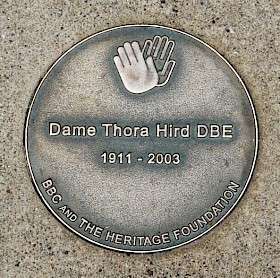 Dame Thora Hird DBE
1911 - 2003
BBC AND THE HERITAGE FOUNDATION